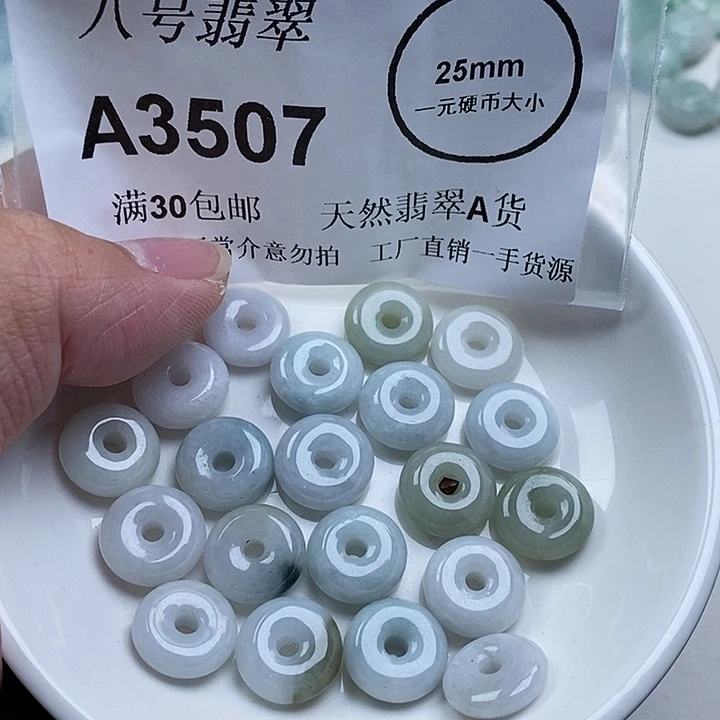 八号翡翠
25mm
一元硬币大小
A3507
满30包邮 天然翡翠A货
介意勿拍 工厂直销一手货源